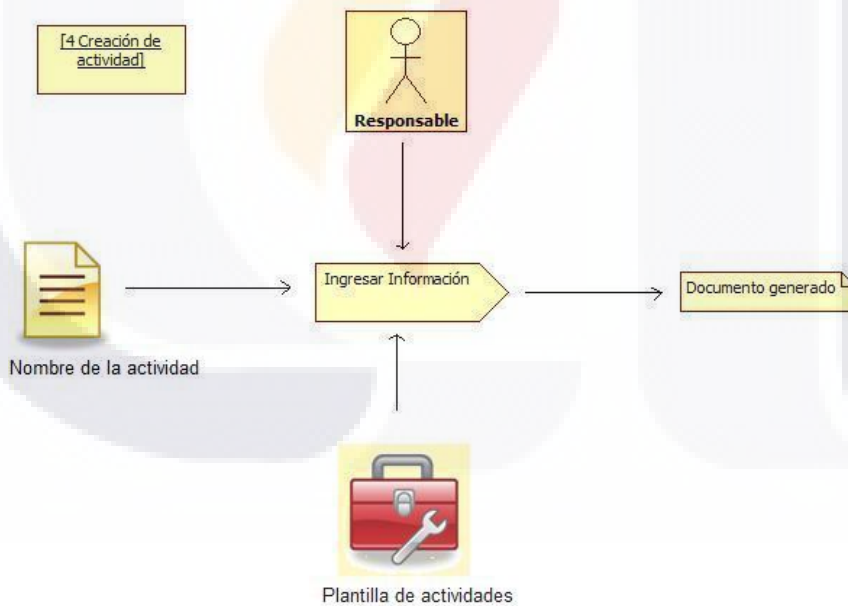 [4 Creación de
actividad]
Responsable
Ingresar Información
Documento generado
Nombre de la actividad
Plantilla de actividades